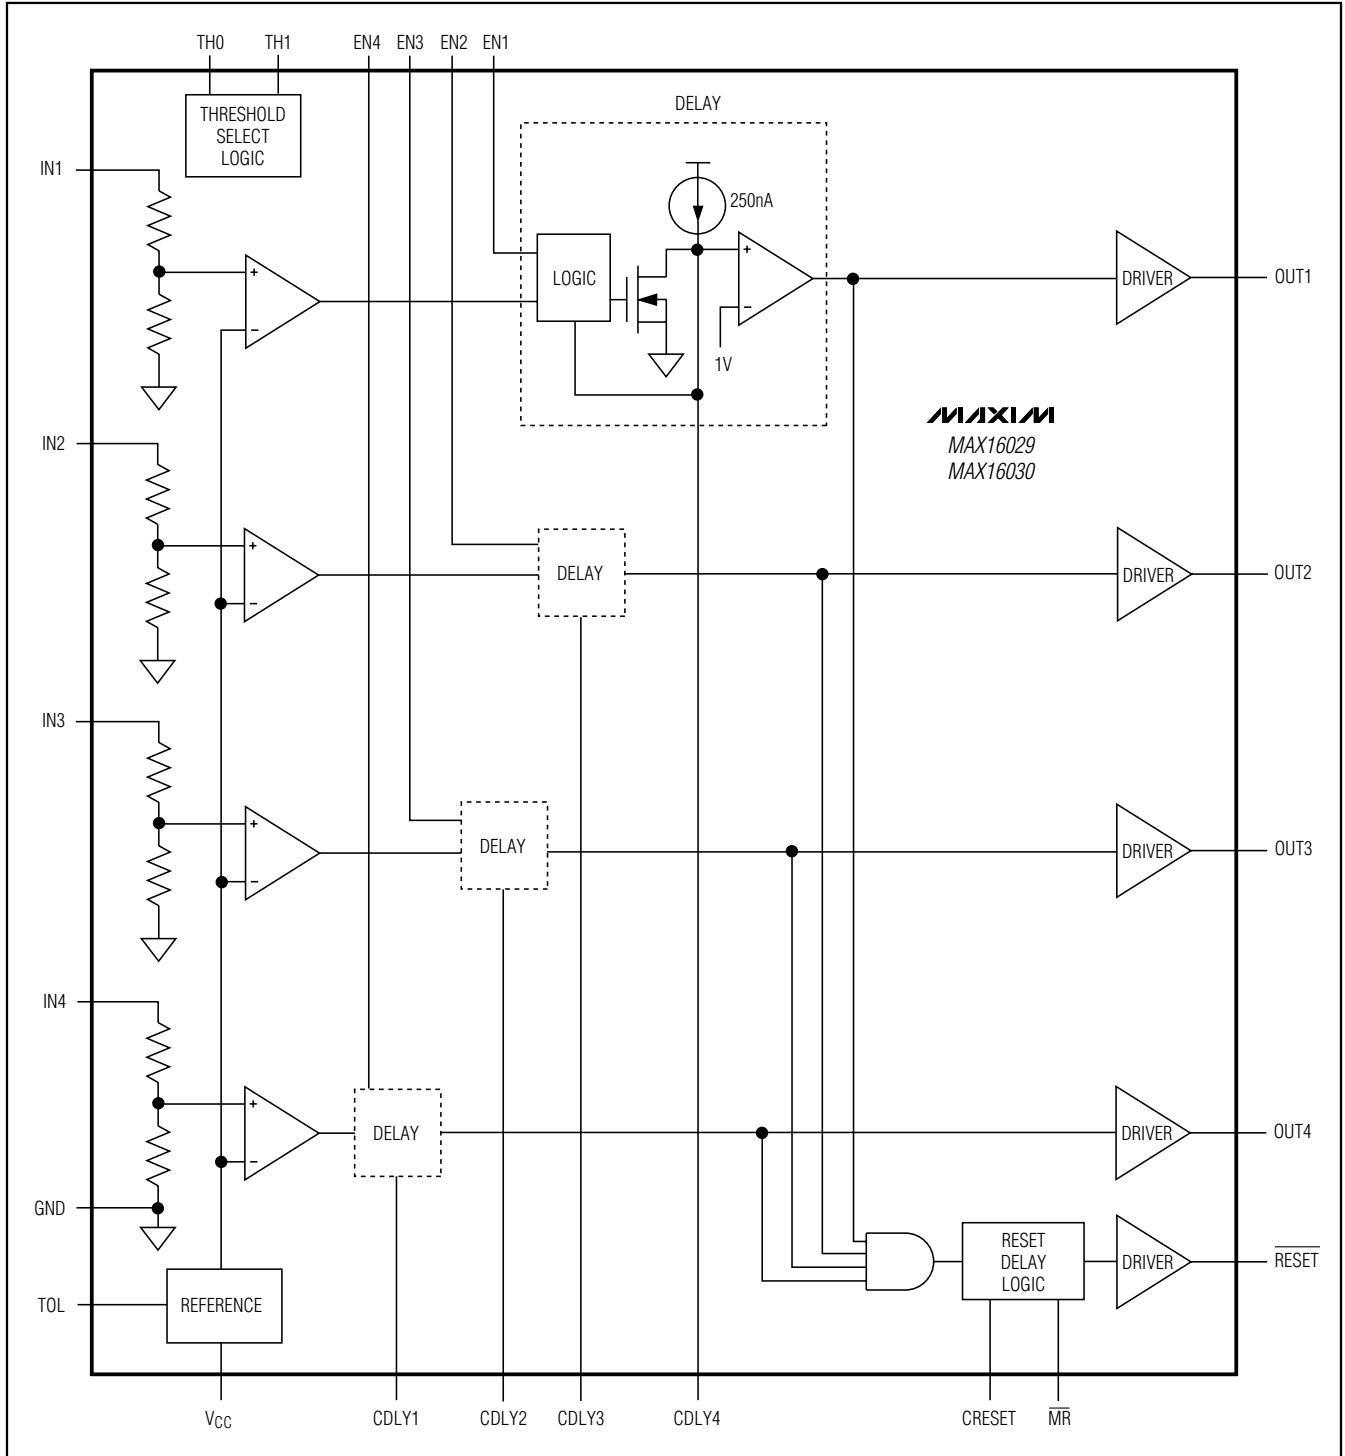 TH0 TH1 EN4 EN3 EN2 EN1
THRESHOLD
SELECT
LOGIC
DELAY
IN1
250nA
+
LOGIC
+
−
−
1V
DRIVER
OUT1
MAXIM
MAX16029
MAX16030
IN2
+
−
DELAY
DRIVER
OUT2
IN3
+
−
DELAY
DRIVER
OUT3
IN4
+
−
DELAY
DRIVER
OUT4
GND
RESET
DELAY
LOGIC
DRIVER
RESET
TOL
REFERENCE
VCC CDLY1 CDLY2 CDLY3 CDLY4 CRESET MR